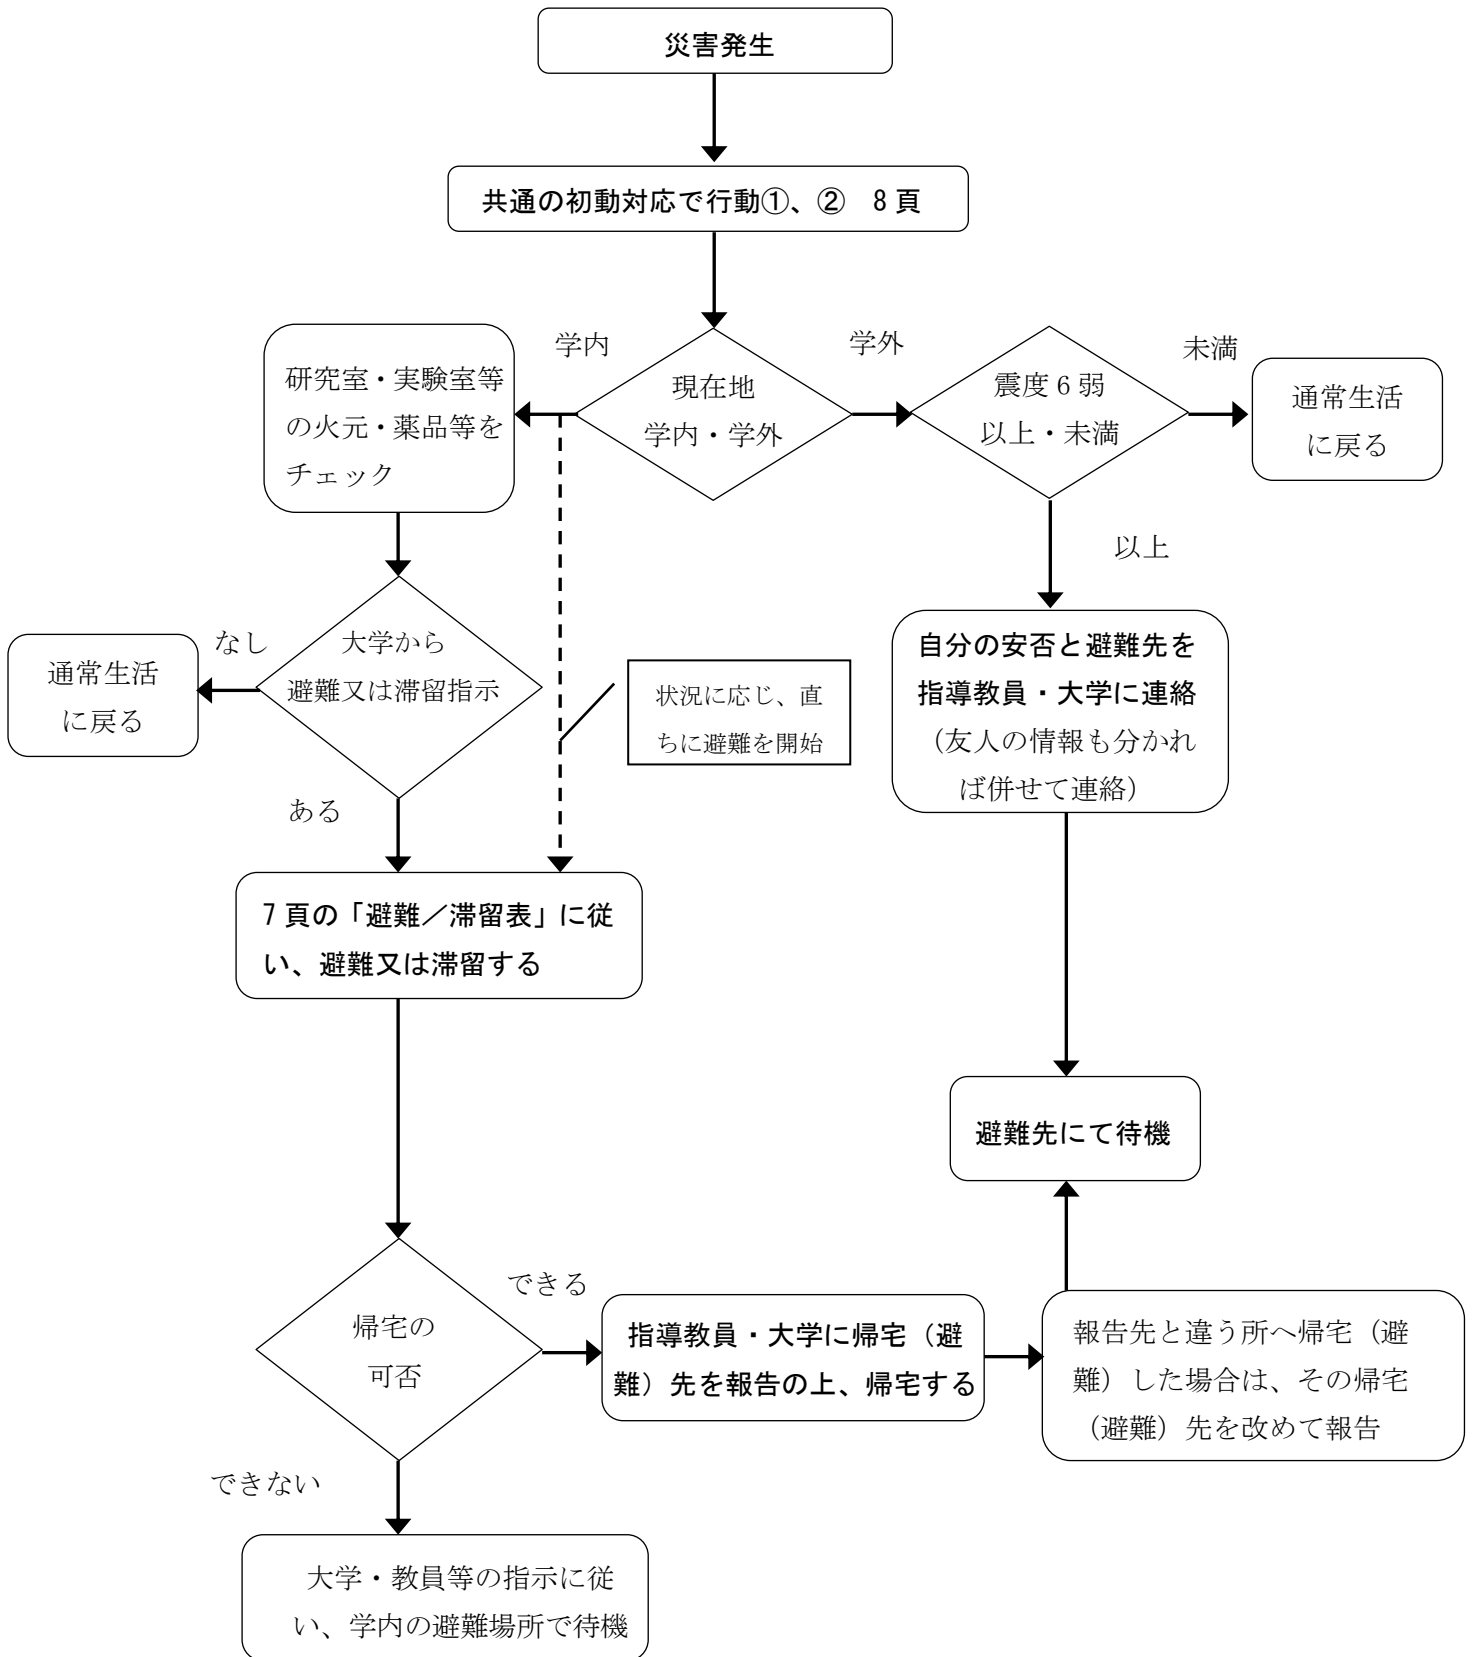 災害発生
共通の初動対応で行動①、②　8頁
学内
学外
未満
研究室・実験室等
の火元・薬品等を
チェック
現在地
学内・学外
震度6弱
以上・未満
通常生活
に戻る
以上
なし
通常生活
に戻る
大学から
避難又は滞留指示
状況に応じ、直
ちに避難を開始
自分の安否と避難先を
指導教員・大学に連絡
（友人の情報も分かれ
ば併せて連絡）
ある
7頁の「避難／滞留表」に従
い、避難又は滞留する
避難先にて待機
帰宅の
可否
できる
指導教員・大学に帰宅（避
難）先を報告の上、帰宅する
報告先と違う所へ帰宅（避
難）した場合は、その帰宅
（避難）先を改めて報告
できない
大学・教員等の指示に従
い、学内の避難場所で待機